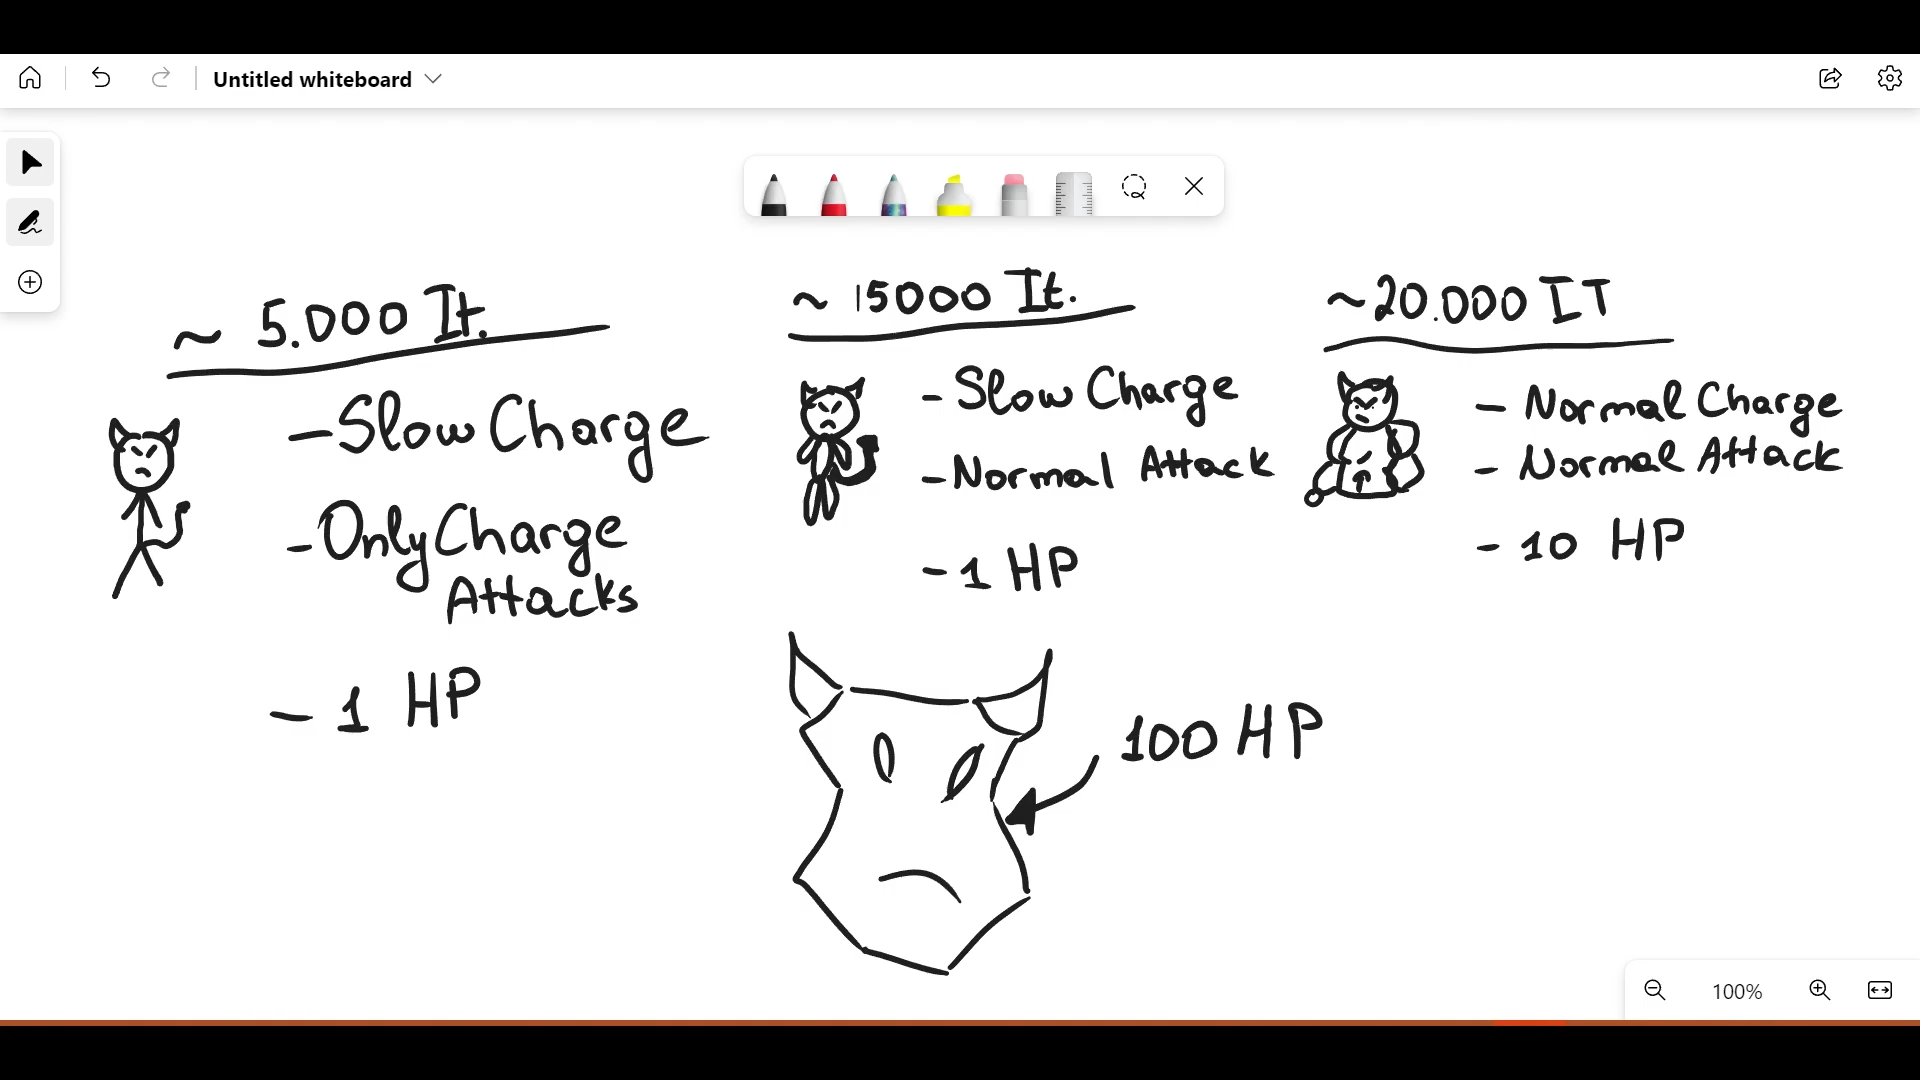 Untitled whiteboard
~ 5.000 It.
- Slow Charge
- Only Charge
Attacks
- 1 HP
~ 15000 It.
- Slow Charge
- Normal Attack
- 1 HP
~20.000 IT
- Normal Charge
- Normal Attack
- 10 HP
100 HP
100%